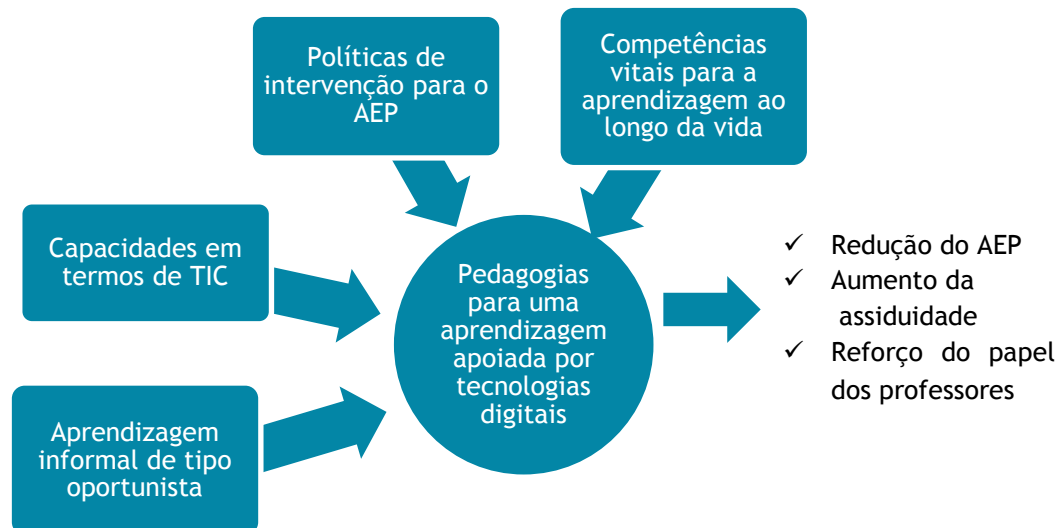 Políticas de
intervenção para o
AEP
Competências
vitais para a
aprendizagem ao
longo da vida
Capacidades em
termos de TIC
Aprendizagem
informal de tipo
oportunista
Pedagogias
para uma
aprendizagem
apoiada por
tecnologias
digitais
✓ Redução do AEP
✓ Aumento da
assiduidade
✓ Reforço do papel
dos professores